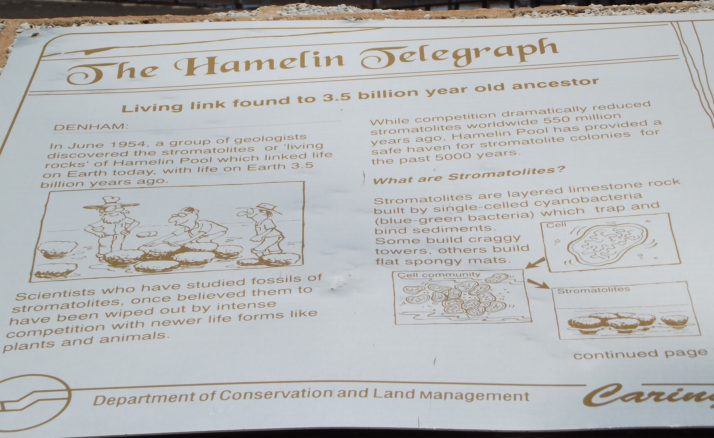 The Hamelin Telegraph
Living link found to 3.5 billion year old ancestor
DENHAM:
In June 1954, a group of geologists
discovered the stromatolites or 'living
rocks' of Hamelin Pool which linked life
on Earth today, with life on Earth 3.5
billion years ago.
Scientists who have studied fossils of
stromatolites, once believed them to
have been wiped out by intense
competition with newer life forms like
plants and animals.
While competition dramatically reduced
stromatolites worldwide 550 million
years ago, Hamelin Pool has provided a
safe haven for stromatolite colonies for
the past 5000 years.
What are Stromatolites?
Stromatolites are layered limestone rock
built by single-celled cyanobacteria
(blue-green bacteria) which trap and
bind sediments.
Some build craggy
towers, others build
flat spongy mats.
Cell
Cell community
Stromatolites
continued page
Department of Conservation and Land Management